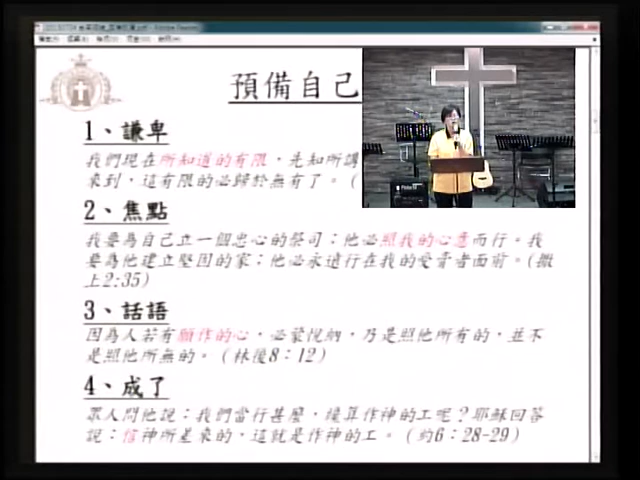 預備自己
1、謙卑
我們現在所知道的有限，先知所講
來到，這有限的必歸於無有了。（
2、焦點
我要為自己立一個忠心的祭司；他必照我的心意而行。我
要為他建立堅固的家；他必永遠行在我的受膏者面前。(撒
上2:35)
3、話語
因為人若有願作的心，必蒙悅納，乃是照他所有的，並不
是照他所無的。（林後8：12）
4、成了
眾人問他說：我們當行甚麼，纔算作神的工呢？耶穌回答
說：信神所差來的，這就是作神的工。（約6：28-29）